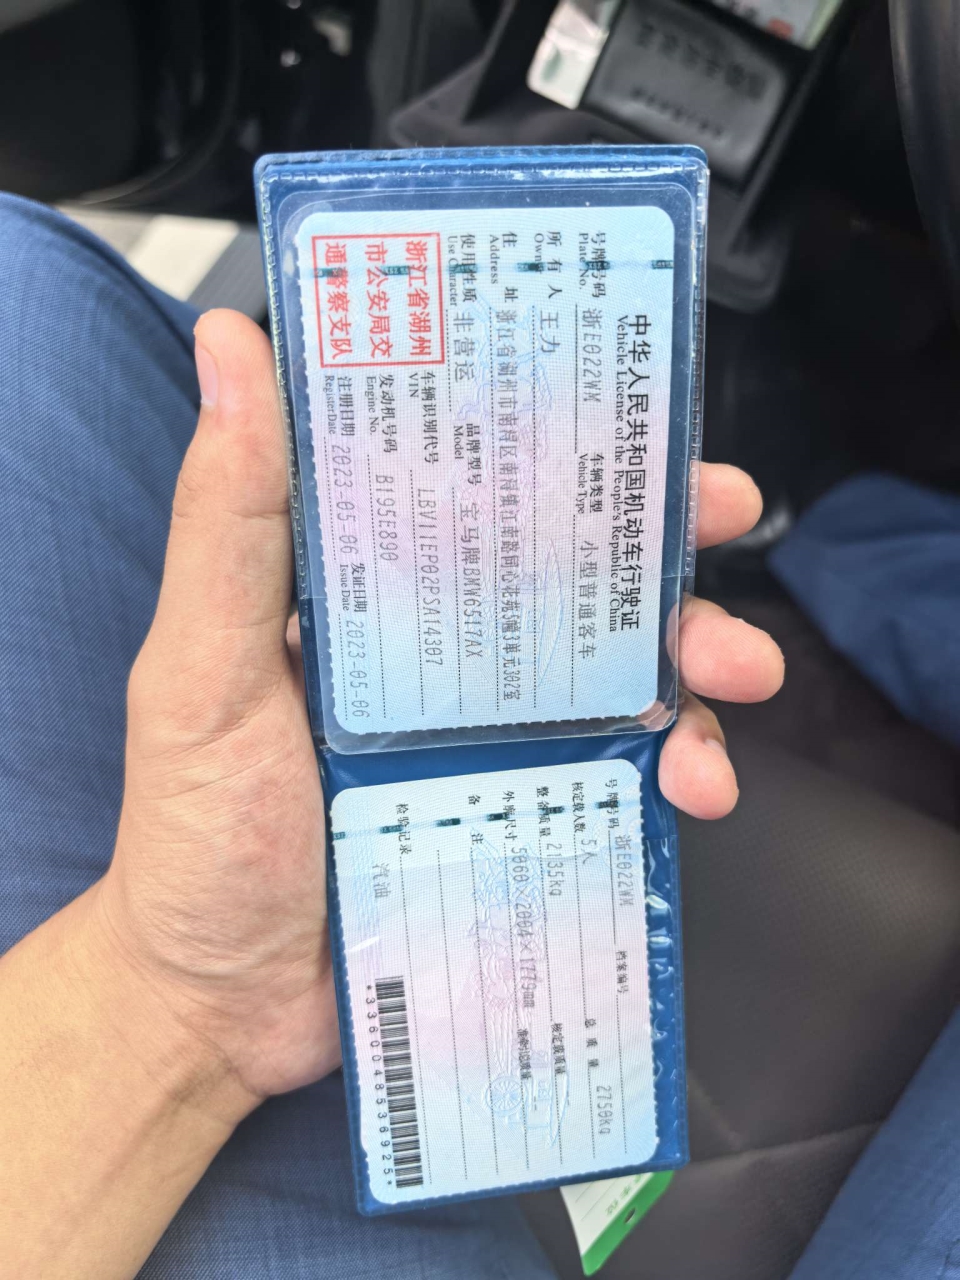 中华人民共和国机动车行驶证
Vehicle License of the People's Republic of China
号牌号码 浙E022WM 车辆类型 小型普通客车
Plate No. Vehicle Type
所有人 王力
Owner
住址 浙江省湖州市南浔区南浔镇江南路同心北苑5幢3单元302室
Address
使用性质 非营运 品牌型号 宝马牌BMW6517AX
Use Character Model
浙江省湖州
市公安局交
通警察支队
车辆识别代号 LBV11EP02PSA14307
VIN
发动机号码 B195E890
Engine No.
注册日期 2023-05-06 发证日期 2023-05-06
Register Date Issue Date
号牌号码 浙E022WM 档案编号
核定载人数 5人 总质量 2750kg
整备质量 2135kg 核定载质量
外廓尺寸 5060×2004×1779mm 准牵引总质量
备注
检验记录
汽油
*3360048536925*